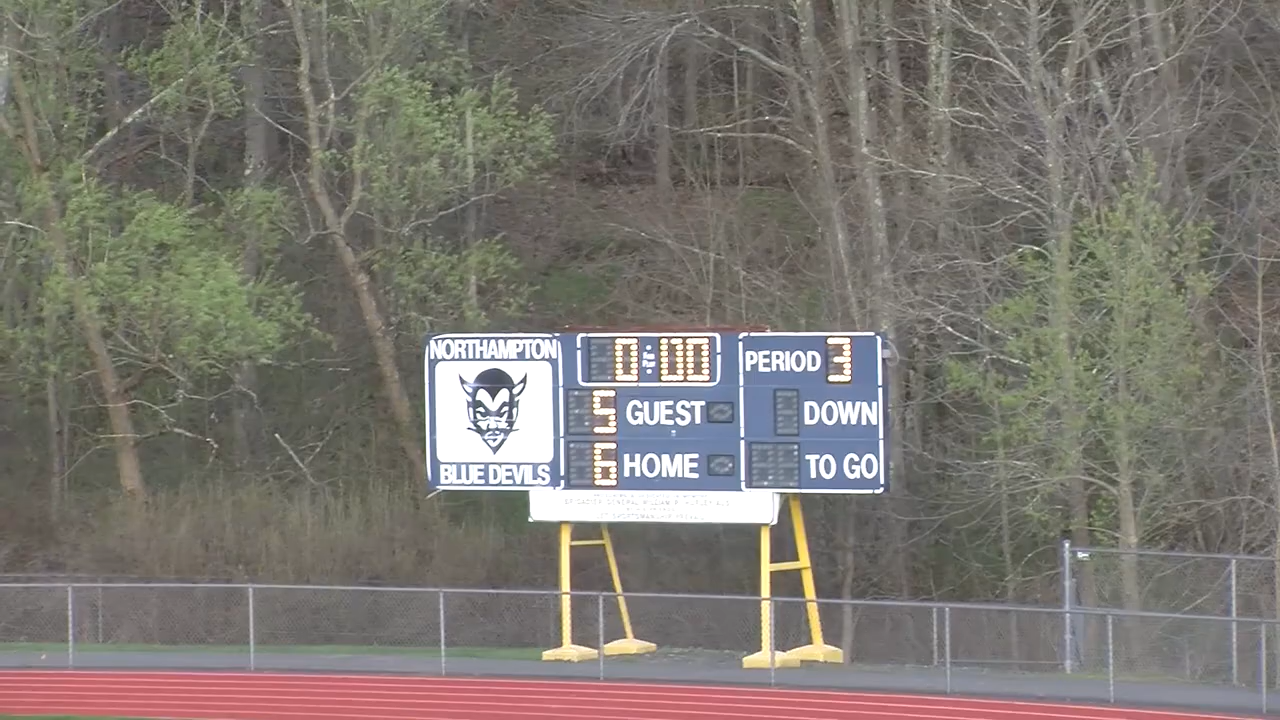 NORTHAMPTON
BLUE DEVILS
0:00
5 GUEST
6 HOME
PERIOD 3
DOWN
TO GO